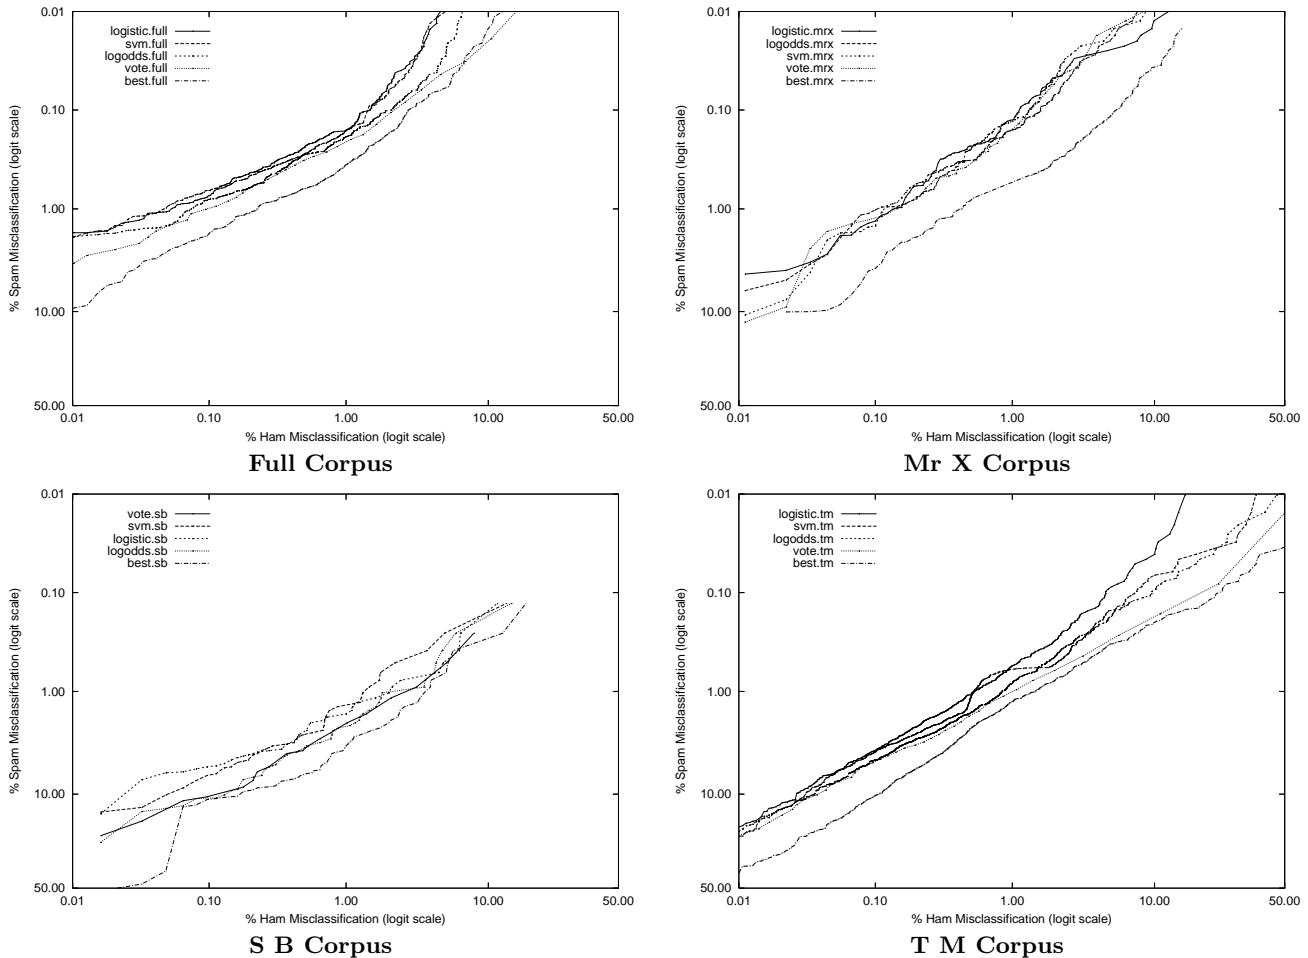 0.01
0.10
1.00
10.00
50.00
% Spam Misclassification (logit scale)
logistic.full
svm.full
logodds.full
vote.full
best.full
0.01 0.10 1.00 10.00 50.00
% Ham Misclassification (logit scale)
Full Corpus
0.01
0.10
1.00
10.00
50.00
% Spam Misclassification (logit scale)
logistic.mrx
logodds.mrx
svm.mrx
vote.mrx
best.mrx
0.01 0.10 1.00 10.00 50.00
% Ham Misclassification (logit scale)
Mr X Corpus
0.01
0.10
1.00
10.00
50.00
% Spam Misclassification (logit scale)
vote.sb
svm.sb
logistic.sb
logodds.sb
best.sb
0.01 0.10 1.00 10.00 50.00
% Ham Misclassification (logit scale)
S B Corpus
0.01
0.10
1.00
10.00
50.00
% Spam Misclassification (logit scale)
logistic.tm
svm.tm
logodds.tm
vote.tm
best.tm
0.01 0.10 1.00 10.00 50.00
% Ham Misclassification (logit scale)
T M Corpus